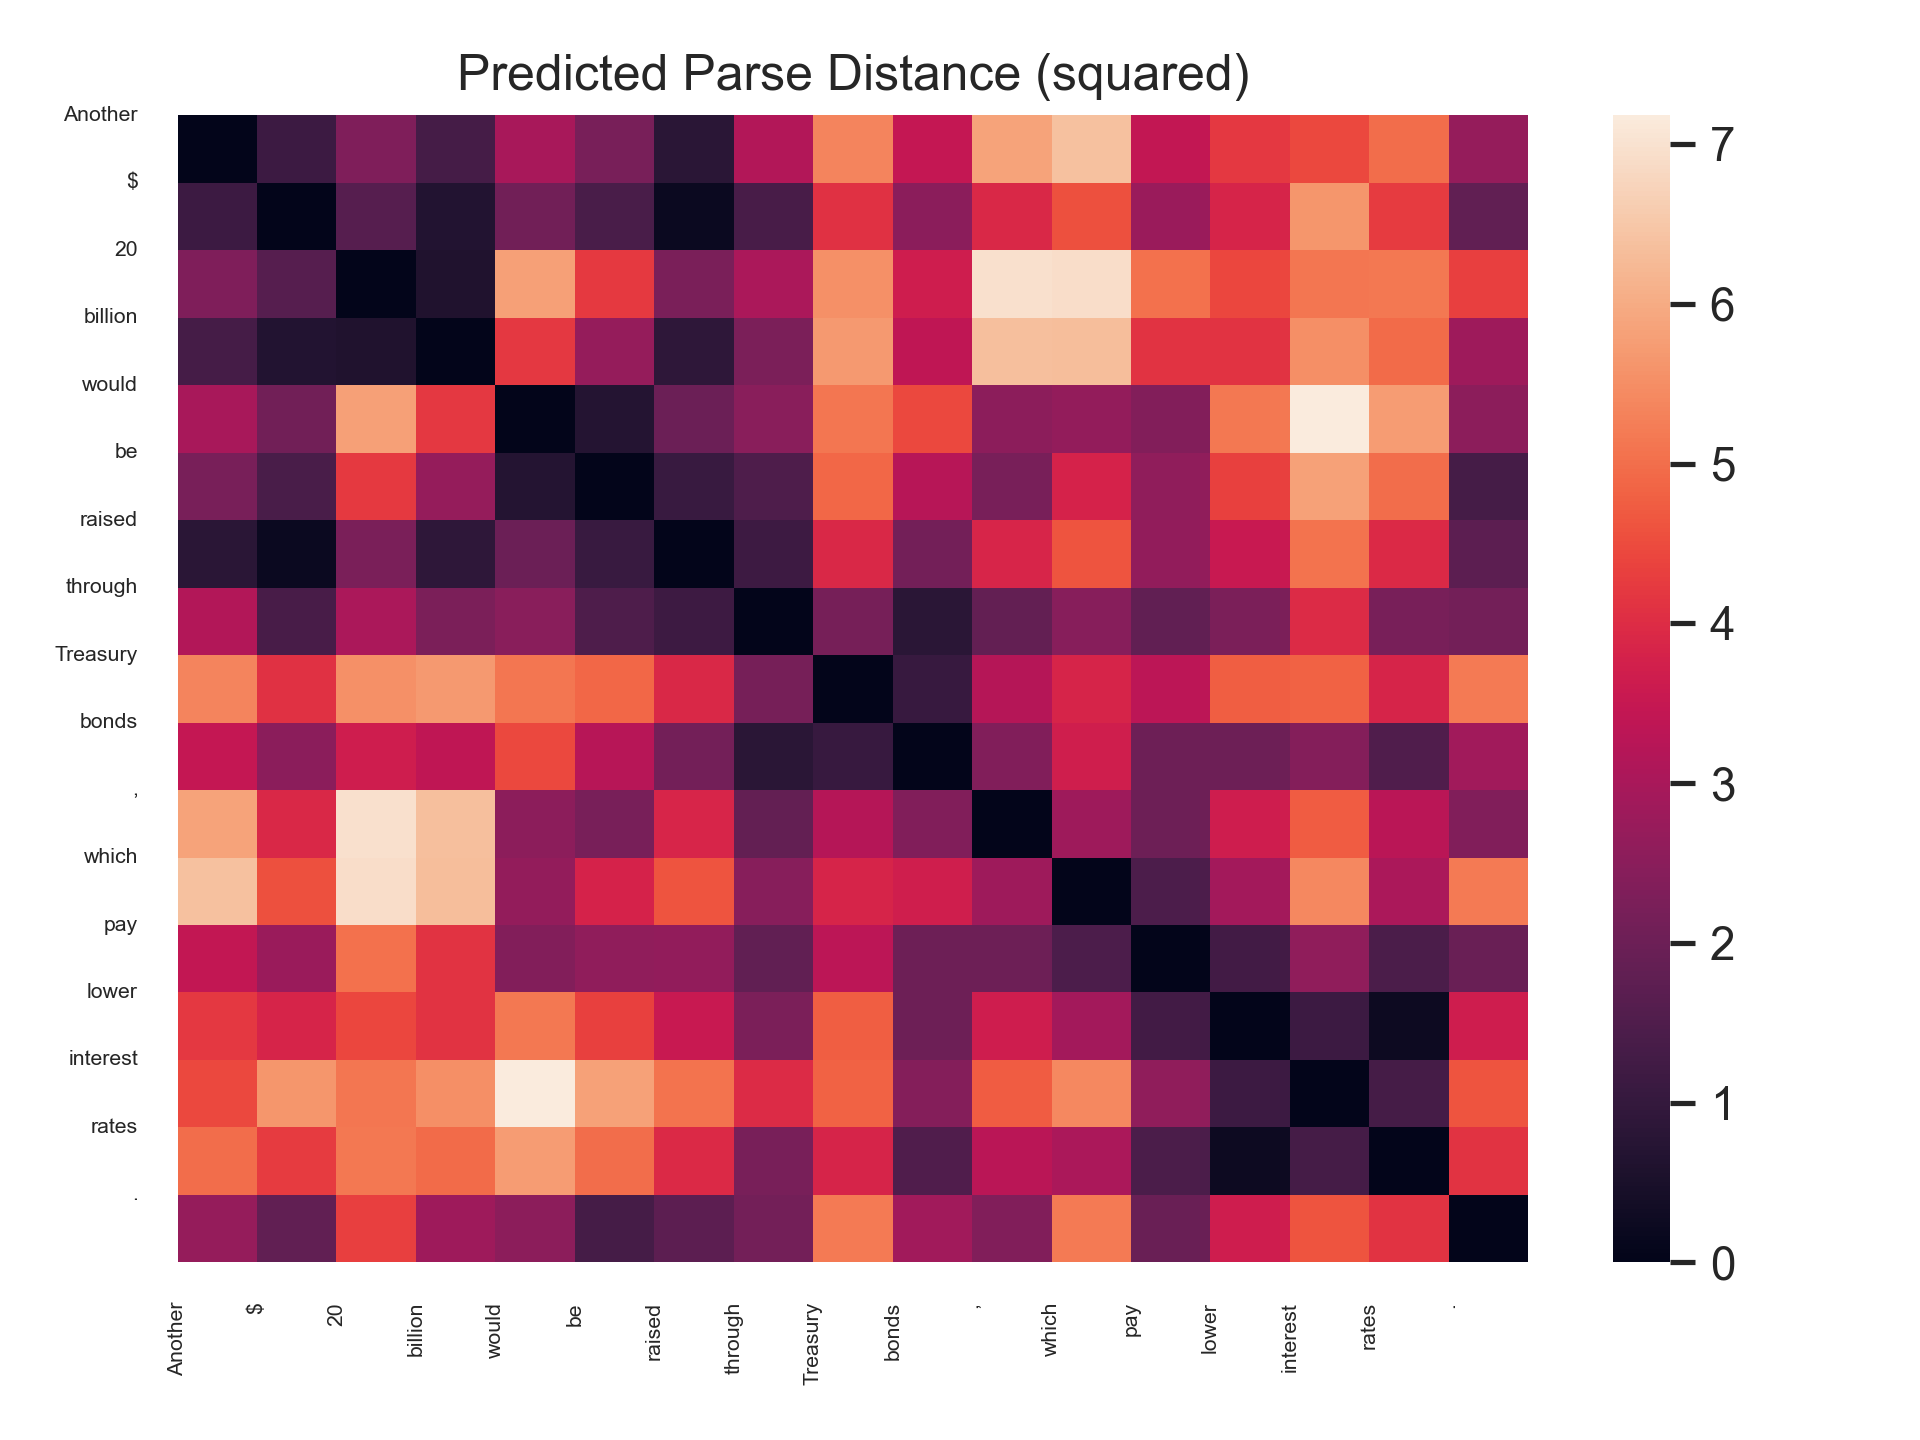 Predicted Parse Distance (squared)
Another
$
20
billion
would
be
raised
through
Treasury
bonds
,
which
pay
lower
interest
rates
.
7
6
5
4
3
2
1
0
Another
$
20
billion
would
be
raised
through
Treasury
bonds
,
which
pay
lower
interest
rates
.